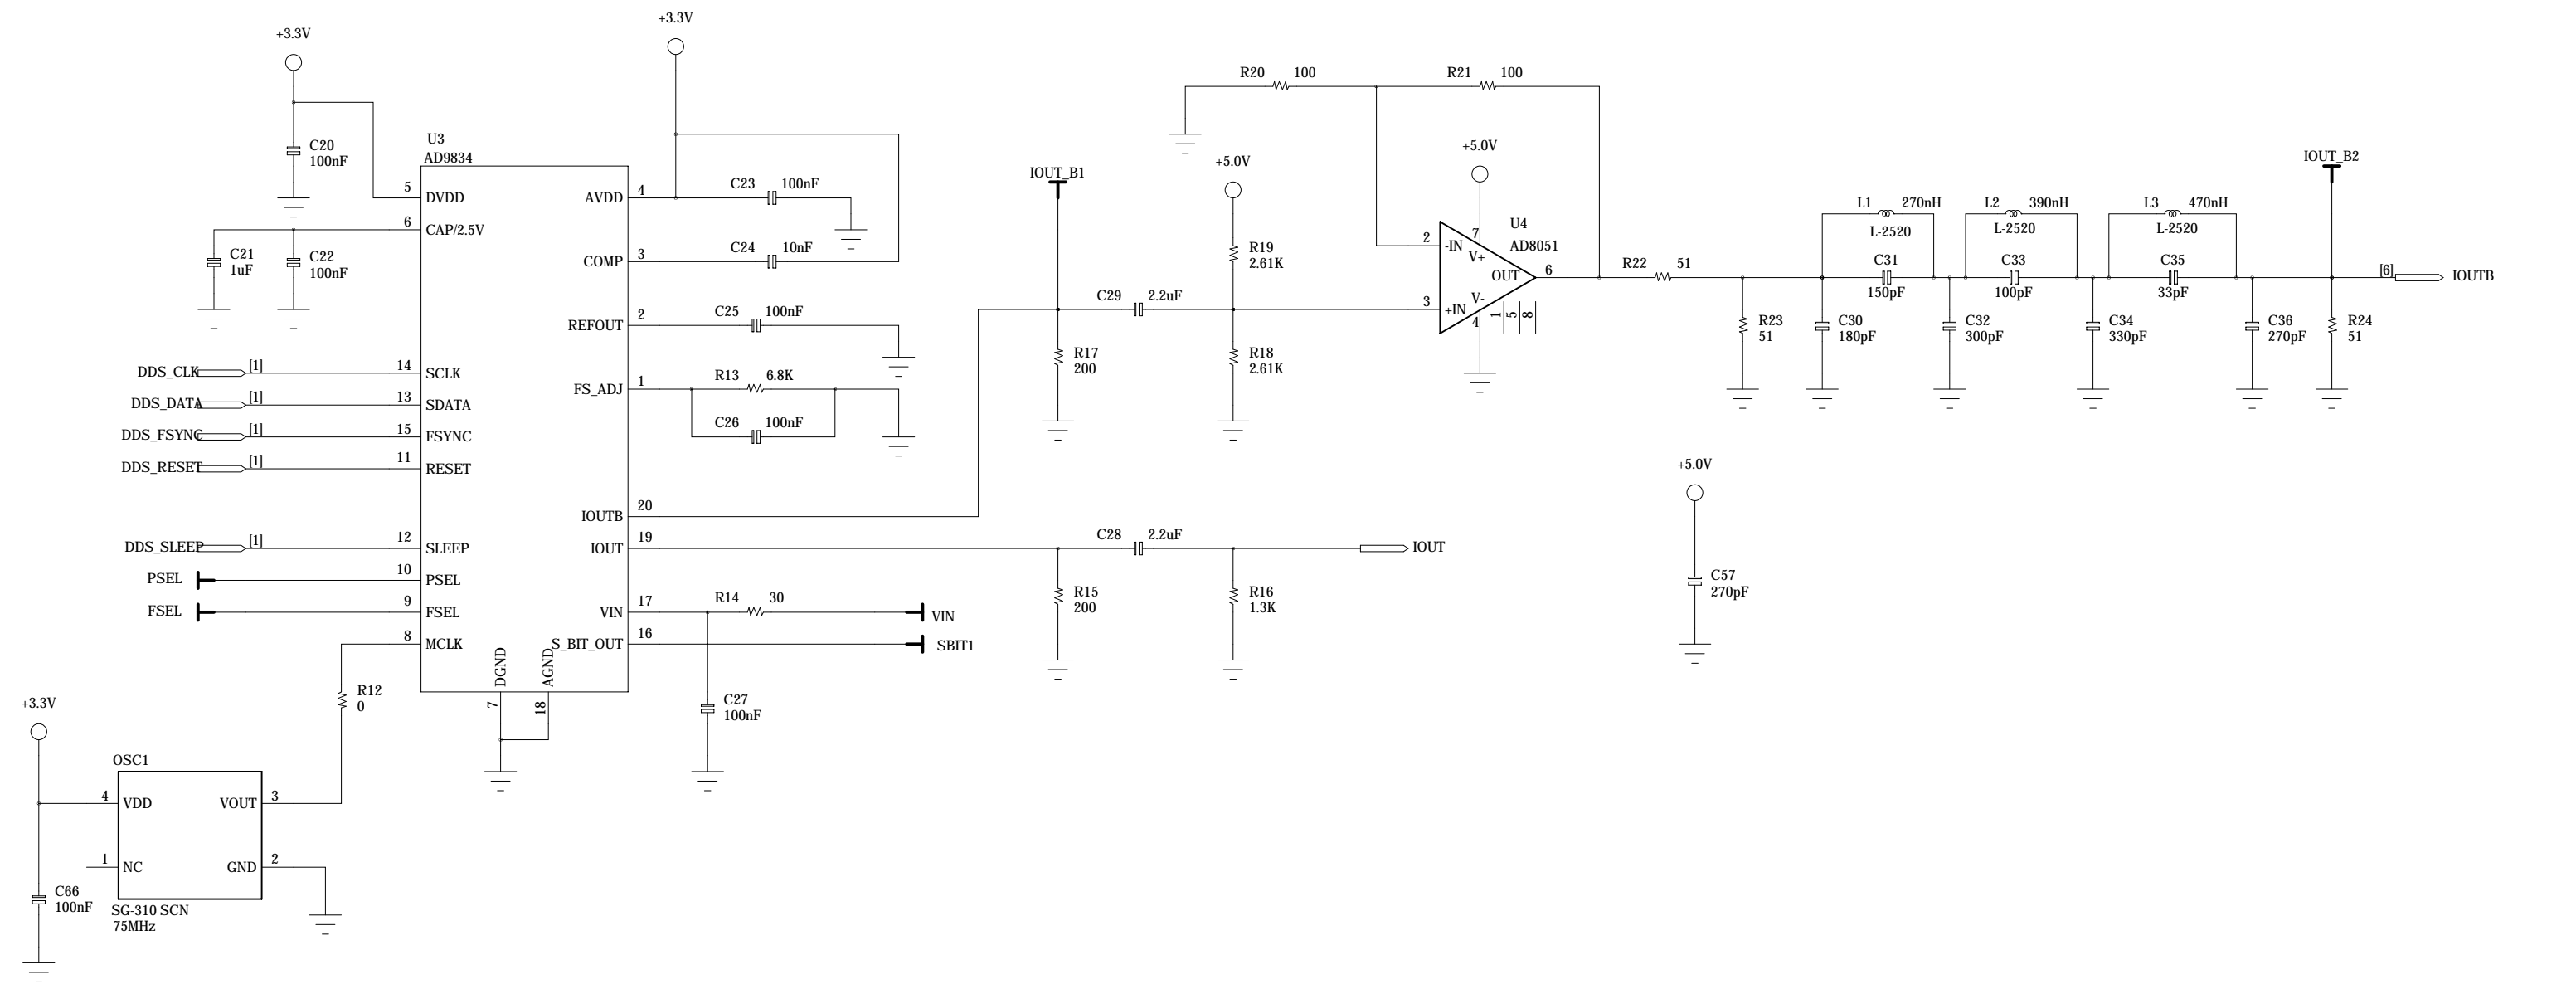 +3.3V
+3.3V
C20
100nF
U3
AD9834
5
DVDD
6
CAP/2.5V
C21
1uF
C22
100nF
AVDD
4
C23 100nF
COMP
3
C24 10nF
REFOUT
2
C25 100nF
FS_ADJ
1
R13 6.8K
C26 100nF
DDS_CLK [1] 14 SCLK
DDS_DATA [1] 13 SDATA
DDS_FSYNC [1] 15 FSYNC
DDS_RESET [1] 11 RESET
DDS_SLEEP [1] 12 SLEEP
PSEL 10 PSEL
FSEL 9 FSEL
8 MCLK
IOUTB 20
IOUT 19
VIN 17 R14 30 VIN
S_BIT_OUT 16 SBIT1
DGND
AGND
7
18
C27
100nF
R12
0
+3.3V
OSC1
4 VDD
VOUT 3
1 NC
GND 2
SG-310 SCN
75MHz
C66
100nF
IOUT_B1
R17
200
C29 2.2uF
+5.0V
R19
2.61K
R18
2.61K
R20 100
R21 100
+5.0V
U4
AD8051
2 -IN
7
V+
OUT 6
3 +IN
V-
4
1
5
8
R22 51
R23
51
L1 270nH
L-2520
C31
150pF
C30
180pF
L2 390nH
L-2520
C33
100pF
C32
300pF
L3 470nH
L-2520
C35
33pF
C34
330pF
C36
270pF
IOUT_B2
R24
51
[6] IOUTB
C28 2.2uF
IOUT
R15
200
R16
1.3K
+5.0V
C57
270pF